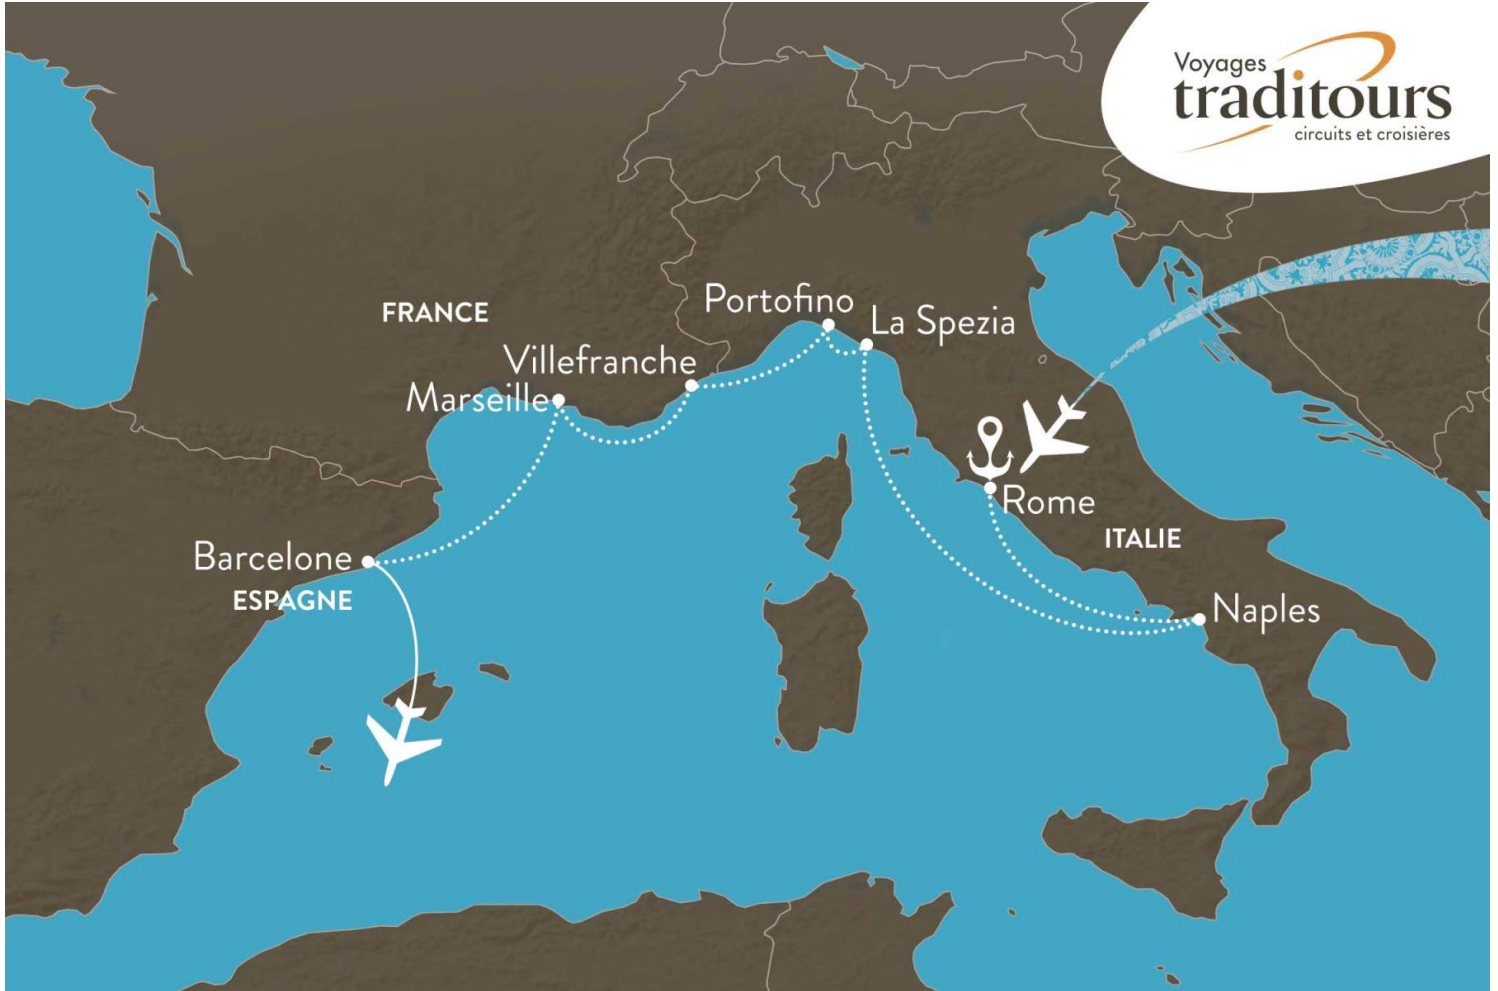 Voyages
traditours
circuits et croisières
FRANCE
Portofino
La Spezia
Villefranche
Marseille
Rome
ITALIE
Barcelone
ESPAGNE
Naples